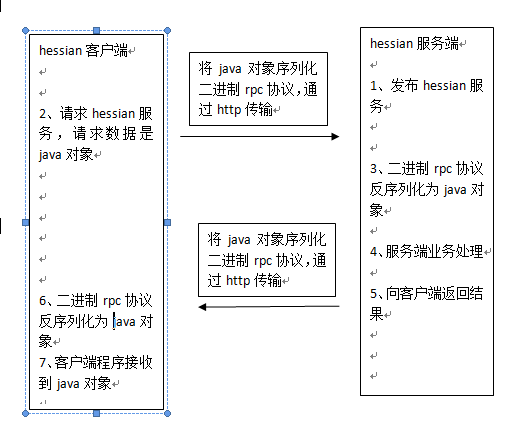 hessian 客户端
2、请求 hessian 服
务，请求数据是
java 对象
6、二进制 rpc 协议
反序列化为 java 对
象
7、客户端程序接收
到 java 对象
将 java 对象序列化
二进制 rpc 协议，通
过 http 传输
将 java 对象序列化
二进制 rpc 协议，通
过 http 传输
hessian 服务端
1、发布 hessian 服
务
3、二进制 rpc 协议
反序列化为 java 对
象
4、服务端业务处理
5、向客户端返回结
果